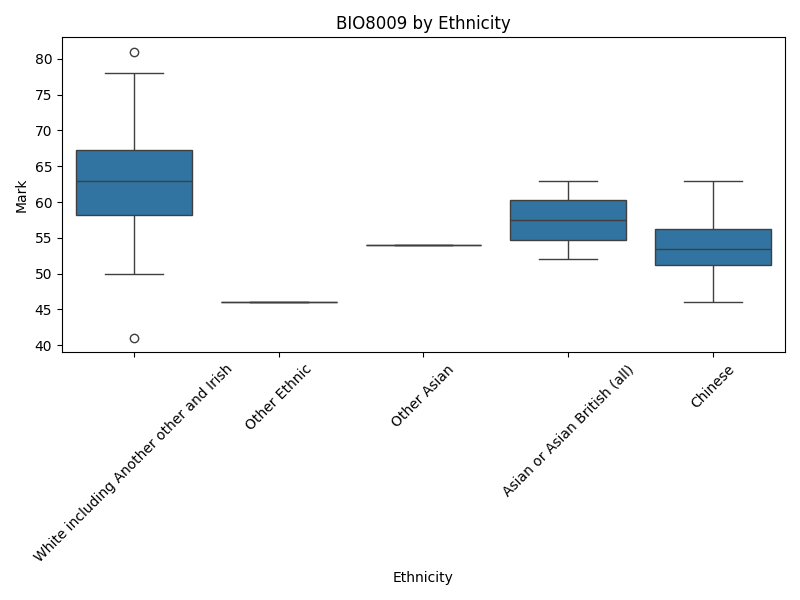 BIO8009 by Ethnicity
80
75
70
65
60
55
50
45
40
Mark
White including Another other and Irish
Other Ethnic
Other Asian
Asian or Asian British (all)
Chinese
Ethnicity